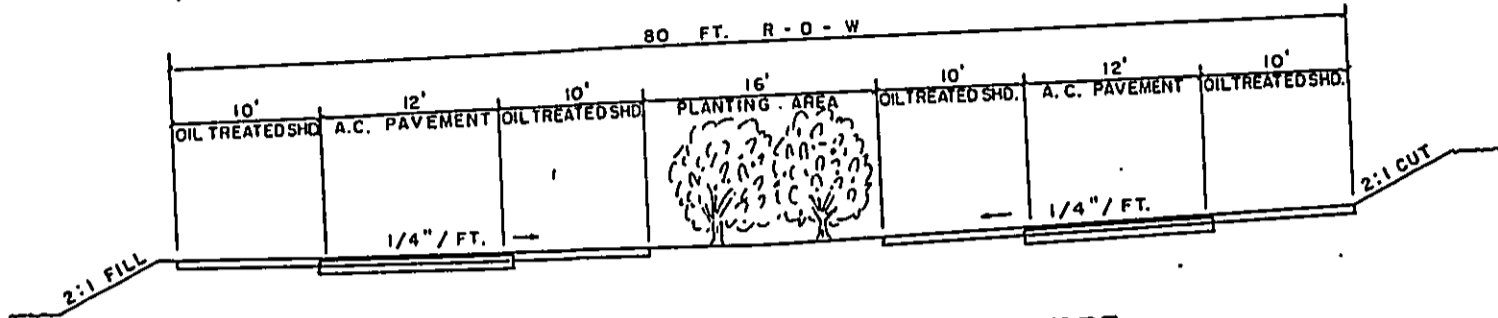 80 FT. R-O-W
10' 12' 10' 16' 10' 12' 10'
OIL TREATED SHD A.C. PAVEMENT OIL TREATED SHD. PLANTING AREA OIL TREATED SHD. A.C. PAVEMENT OIL TREATED SHD.
2:1 FILL 1/4"/FT. 1/4"/FT. 2:1 CUT